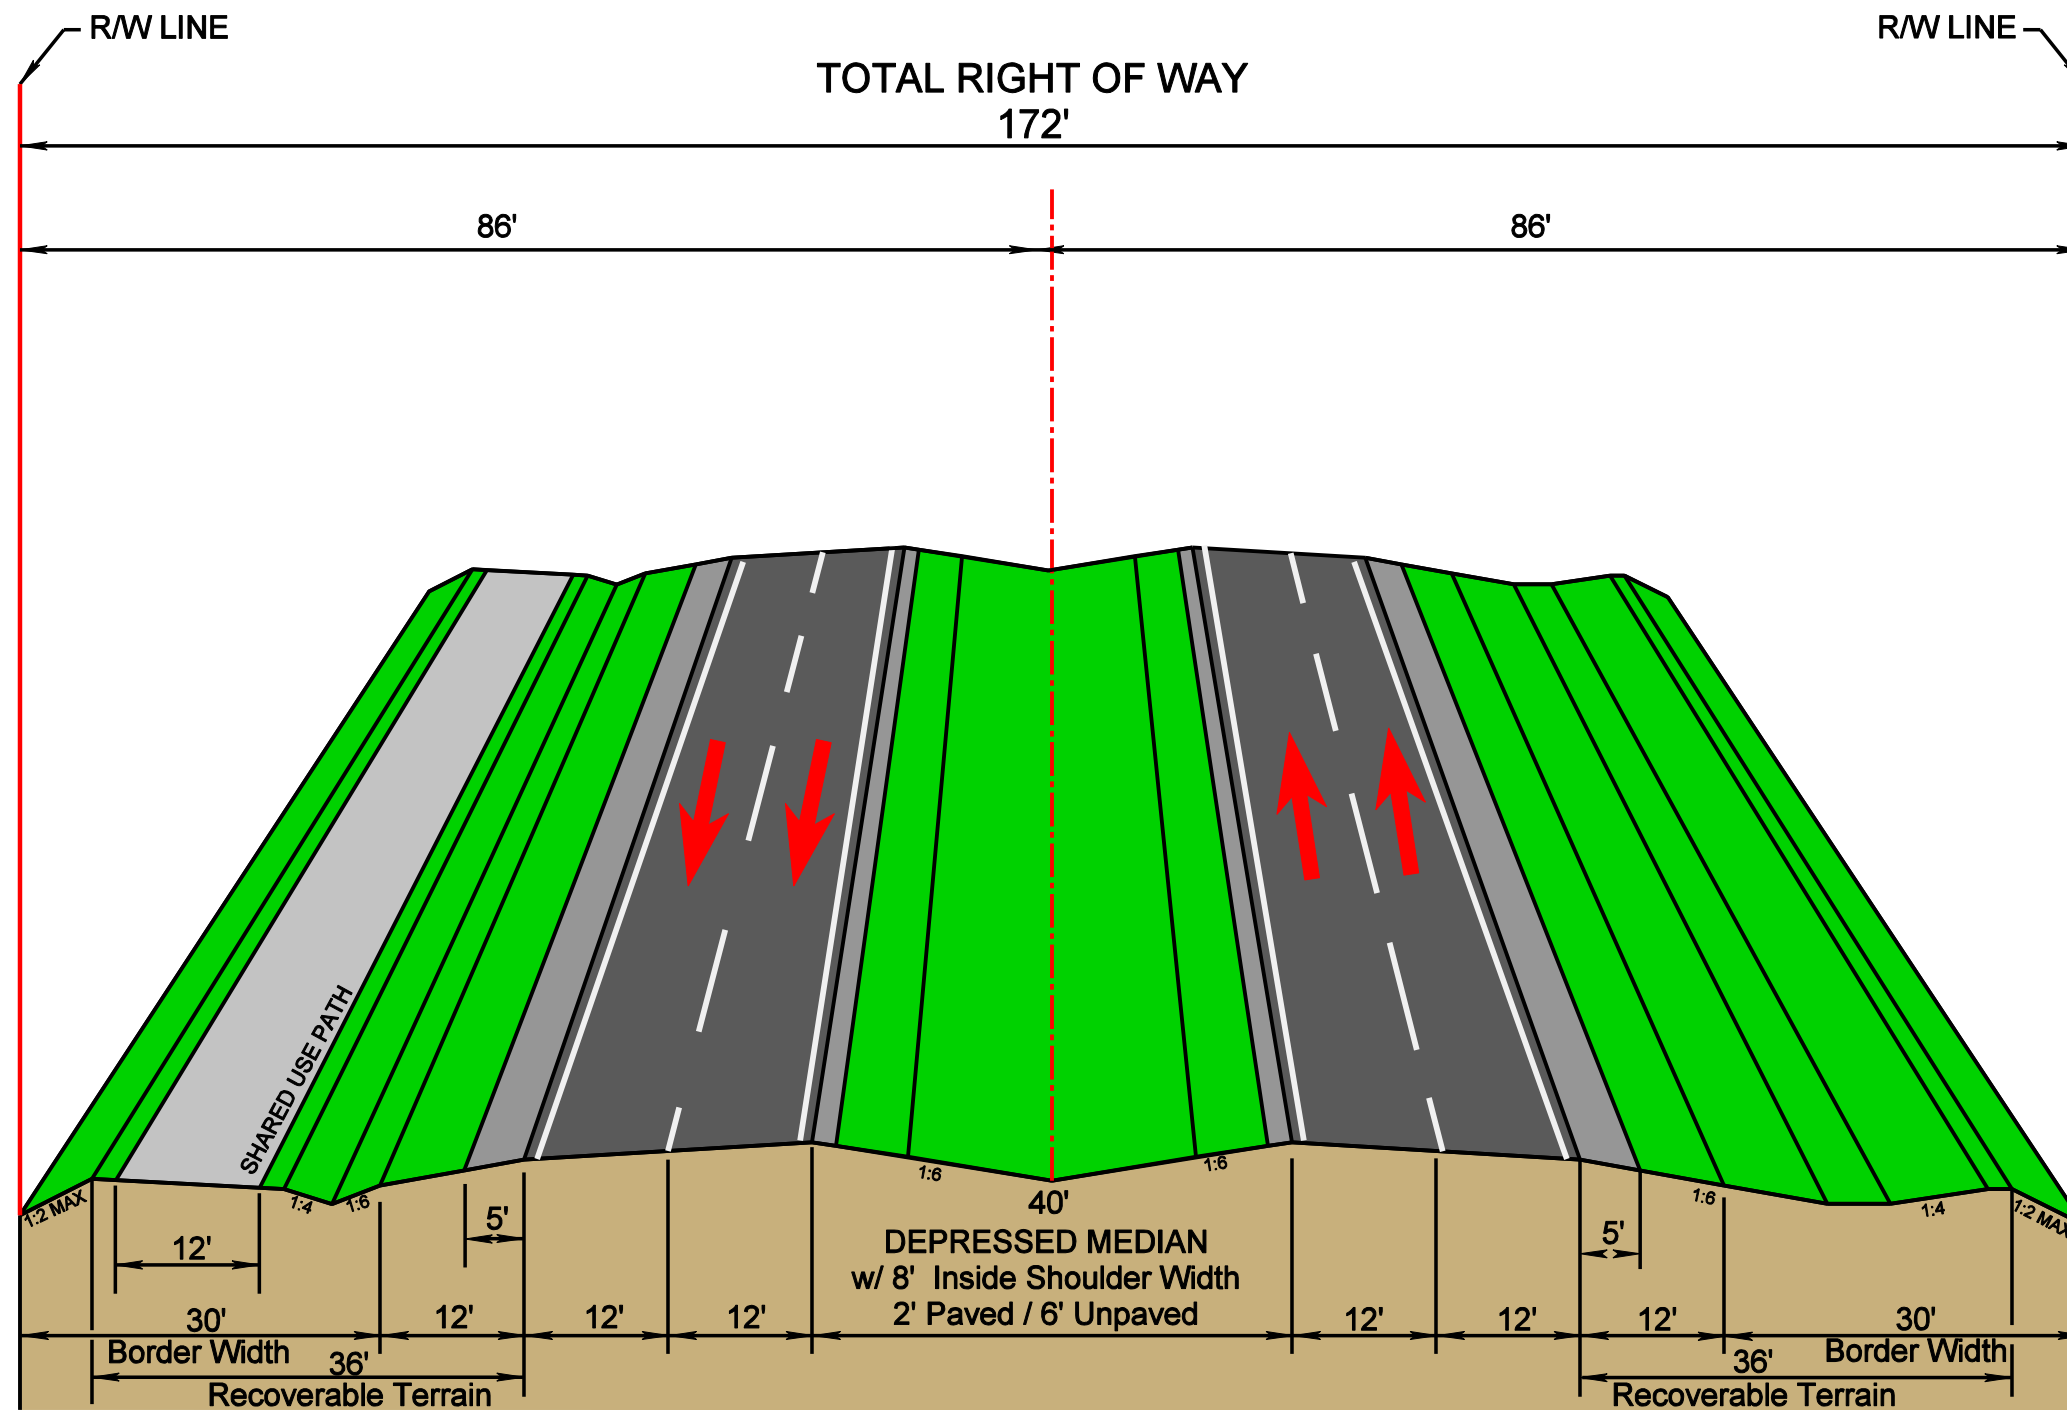 R/W LINE
R/W LINE
TOTAL RIGHT OF WAY
172'
86'
86'
SHARED USE PATH
1:2 MAX
1:4
1:6
1:6
1:6
1:6
1:4
1:2 MAX
12'
5'
40'
DEPRESSED MEDIAN
w/ 8' Inside Shoulder Width
2' Paved / 6' Unpaved
5'
30'
Border Width
12'
12'
12'
12'
12'
12'
30'
Border Width
36'
Recoverable Terrain
36'
Recoverable Terrain